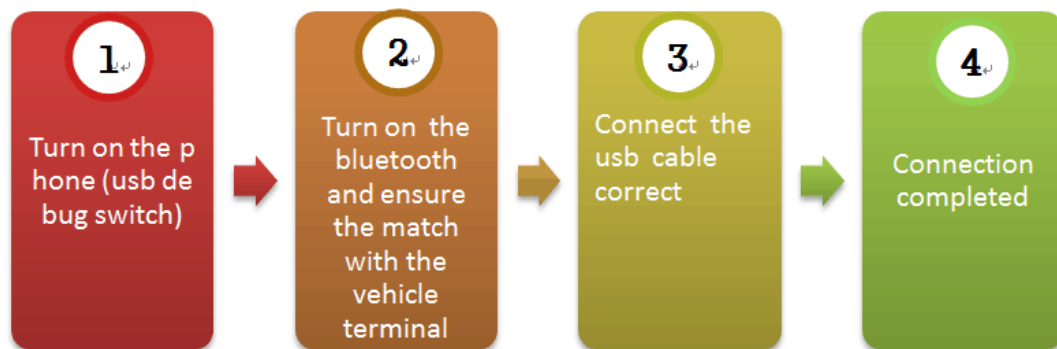 1
Turn on the p
hone (usb de
bug switch)
2
Turn on the
bluetooth
and ensure
the match
with the
vehicle
terminal
3
Connect the
usb cable
correct
4
Connection
completed